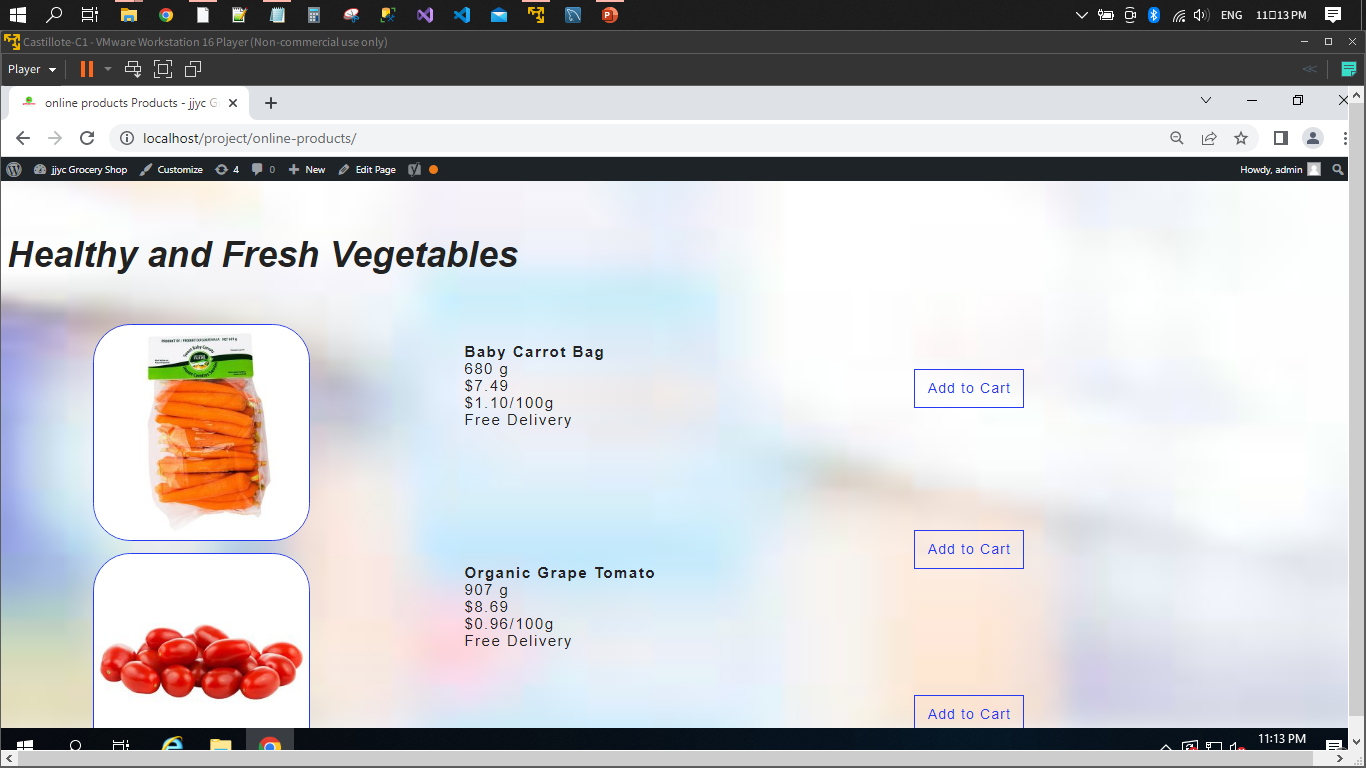 ENG
11□13 PM
Castillote-C1 - VMware Workstation 16 Player (Non-commercial use only)
Player
online products Products - jjyc G
localhost/project/online-products/
jjyc Grocery Shop
Customize
4
0
New
Edit Page
Howdy, admin
Healthy and Fresh Vegetables
Baby Carrot Bag
680 g
$7.49
$1.10/100g
Free Delivery
Add to Cart
Add to Cart
Organic Grape Tomato
907 g
$8.69
$0.96/100g
Free Delivery
Add to Cart
11:13 PM